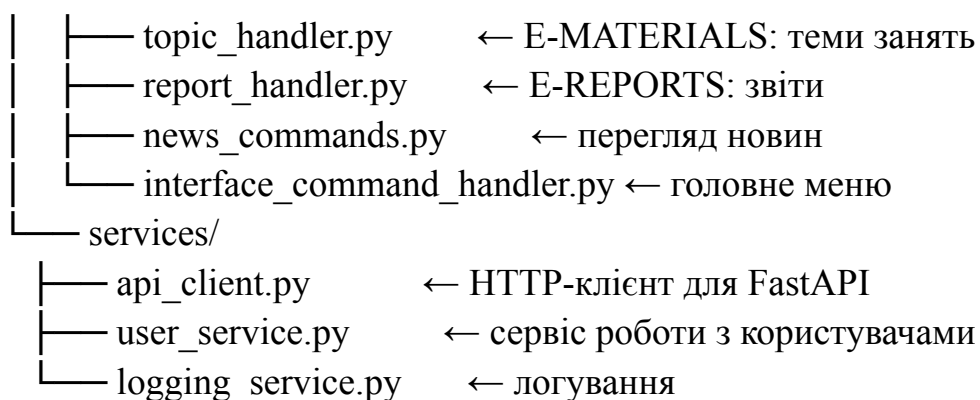 │ ├── topic_handler.py ← E-MATERIALS: теми занять
│ ├── report_handler.py ← E-REPORTS: звіти
│ ├── news_commands.py ← перегляд новин
│ └── interface_command_handler.py ← головне меню
└── services/
├── api_client.py ← HTTP-клієнт для FastAPI
├── user_service.py ← сервіс роботи з користувачами
└── logging_service.py ← логування